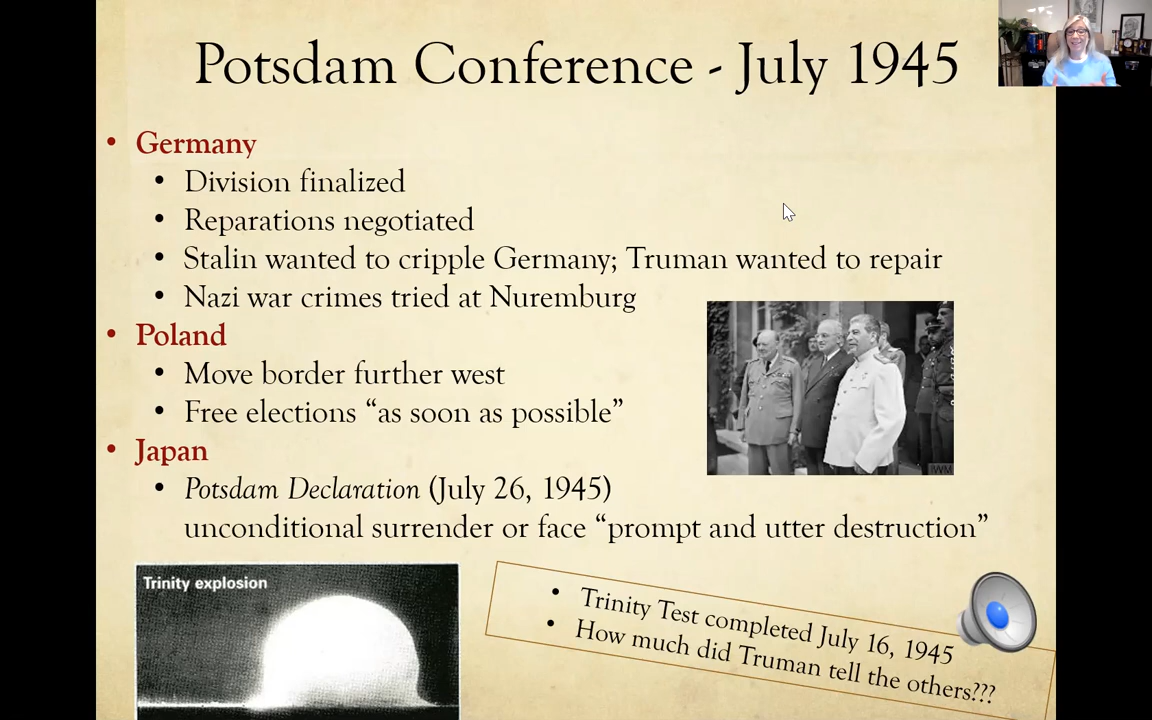 Potsdam Conference - July 1945
• Germany
• Division finalized
• Reparations negotiated
• Stalin wanted to cripple Germany; Truman wanted to repair
• Nazi war crimes tried at Nuremburg
• Poland
• Move border further west
• Free elections “as soon as possible”
• Japan
• Potsdam Declaration (July 26, 1945)
unconditional surrender or face “prompt and utter destruction”
IWM
Trinity explosion
• Trinity Test completed July 16, 1945
• How much did Truman tell the others???